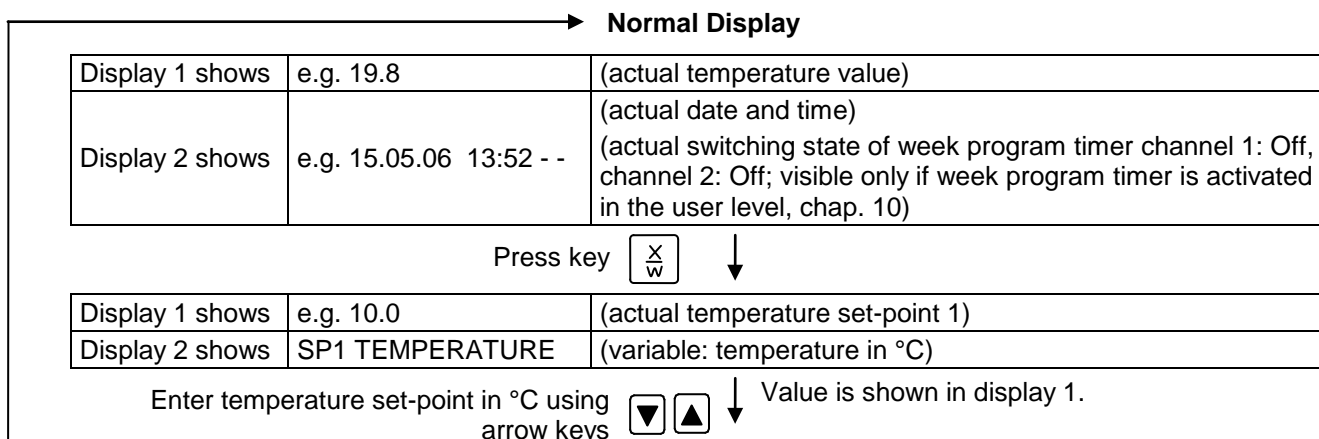 Normal Display
Display 1 shows e.g. 19.8 (actual temperature value)
(actual date and time)
Display 2 shows e.g. 15.05.06 13:52 - - (actual switching state of week program timer channel 1: Off,
channel 2: Off; visible only if week program timer is activated
in the user level, chap. 10)
Press key X W
Display 1 shows e.g. 10.0 (actual temperature set-point 1)
Display 2 shows SP1 TEMPERATURE (variable: temperature in °C)
Enter temperature set-point in °C using
arrow keys
Value is shown in display 1.